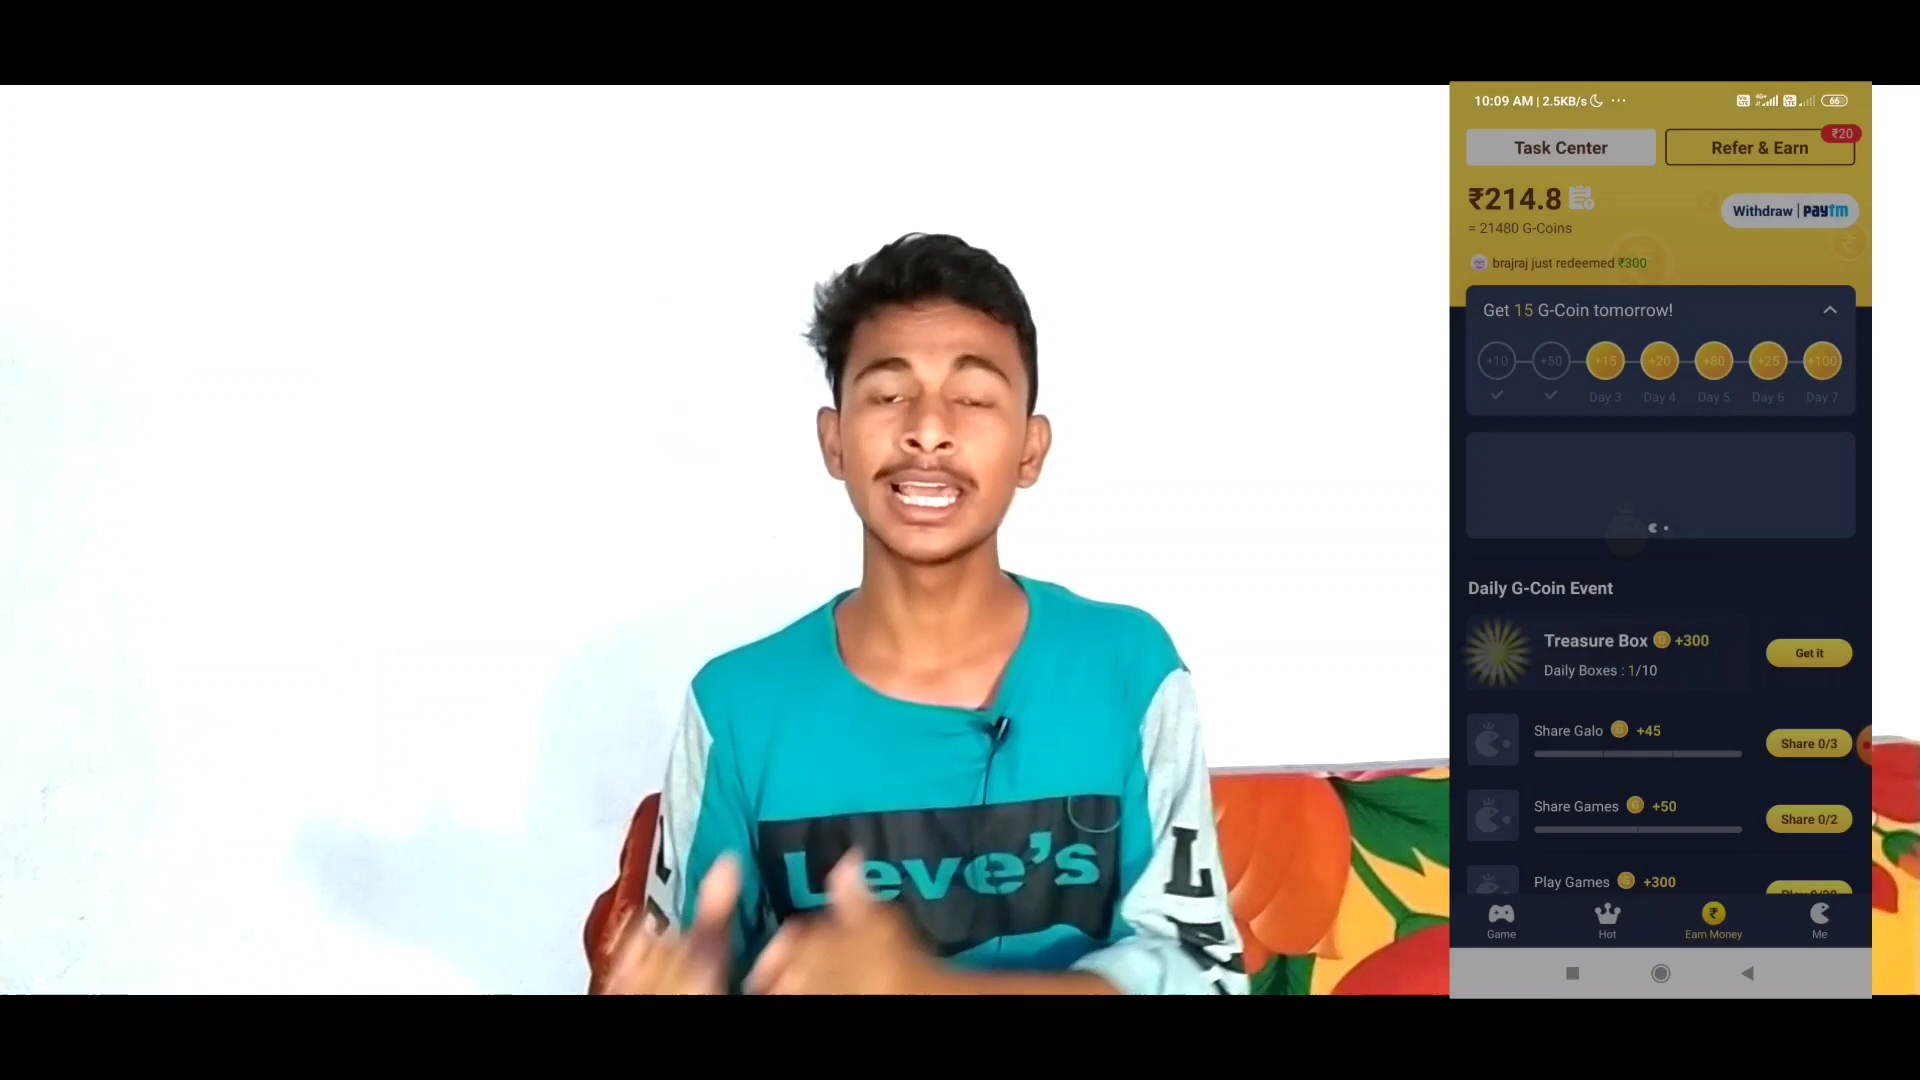 10:09 AM | 2.5KB/s ...
66
₹20
Task Center
Refer & Earn
₹214.8
Withdraw | Paytm
= 21480 G-Coins
brajraj just redeemed ₹300
Get 15 G-Coin tomorrow!
+10 +50 +15 +20 +80 +25 +100
Day 3 Day 4 Day 5 Day 6 Day 7
Daily G-Coin Event
Treasure Box G +300
Daily Boxes : 1/10
Get it
Share Galo G +45
Share 0/3
Share Games G +50
Share 0/2
Play Games G +300
Game
Hot
Earn Money
Me
Leve's
L